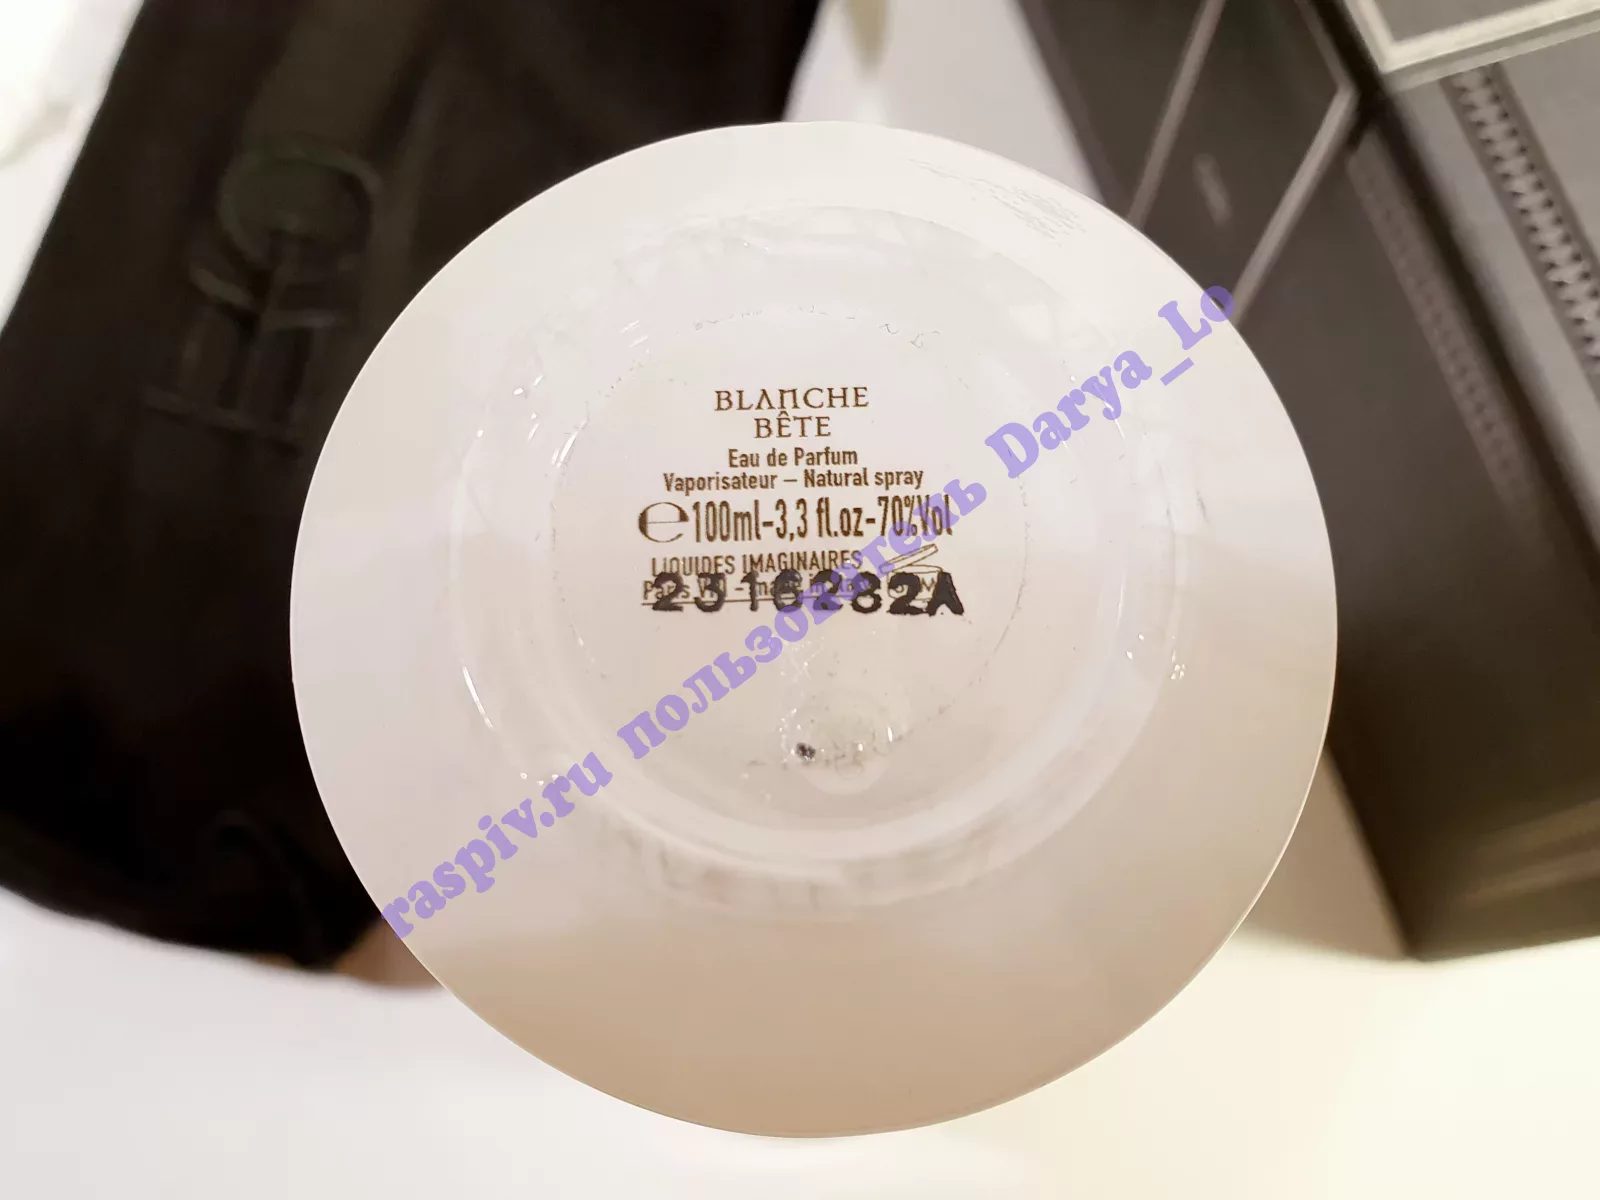 BLANCHE
BÊTE
Eau de Parfum
Vaporisateur – Natural spray
℮100ml-3,3 fl.oz-70%Vol
LIQUIDES IMAGINAIRES
Paris
2316282A
raspiv.ru пользователь Darya_Lo